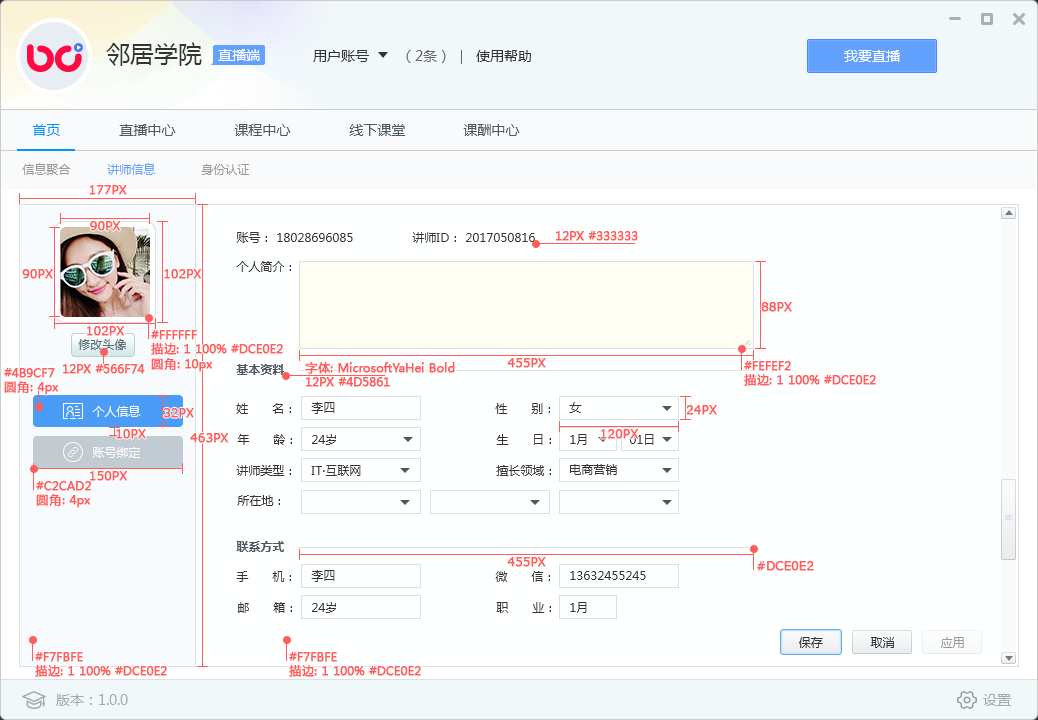 bci 邻居学院 直播端 用户账号 （2条） | 使用帮助 我要直播
首页 直播中心 课程中心 线下课堂 课酬中心
信息聚合 讲师信息 身份认证
177PX
90PX
账号： 18028696085 讲师ID： 2017050816 12PX #333333
90PX 102PX
个人简介：
88PX
102PX
#FFFFFF
描边: 1 100% #DCE0E2
圆角: 10px
修改头像
12PX #566F74
455PX
#FEFEF2
描边: 1 100% #DCE0E2
基本资料
字体: MicrosoftYaHei Bold
12PX #4D5861
#4B9CF7
圆角: 4px
个人信息 32PX
姓 名： 李四 性 别： 女 24PX
10PX
463PX
年 龄： 24岁 生 日： 1月 01日
120PX
账号绑定
讲师类型： IT·互联网 擅长领域： 电商营销
150PX
#C2CAD2
圆角: 4px
所在地：
联系方式
455PX
#DCE0E2
手 机： 李四 微 信： 13632455245
邮 箱： 24岁 职 业： 1月
保存 取消 应用
#F7FBFE
描边: 1 100% #DCE0E2
#F7FBFE
描边: 1 100% #DCE0E2
版本：1.0.0 设置